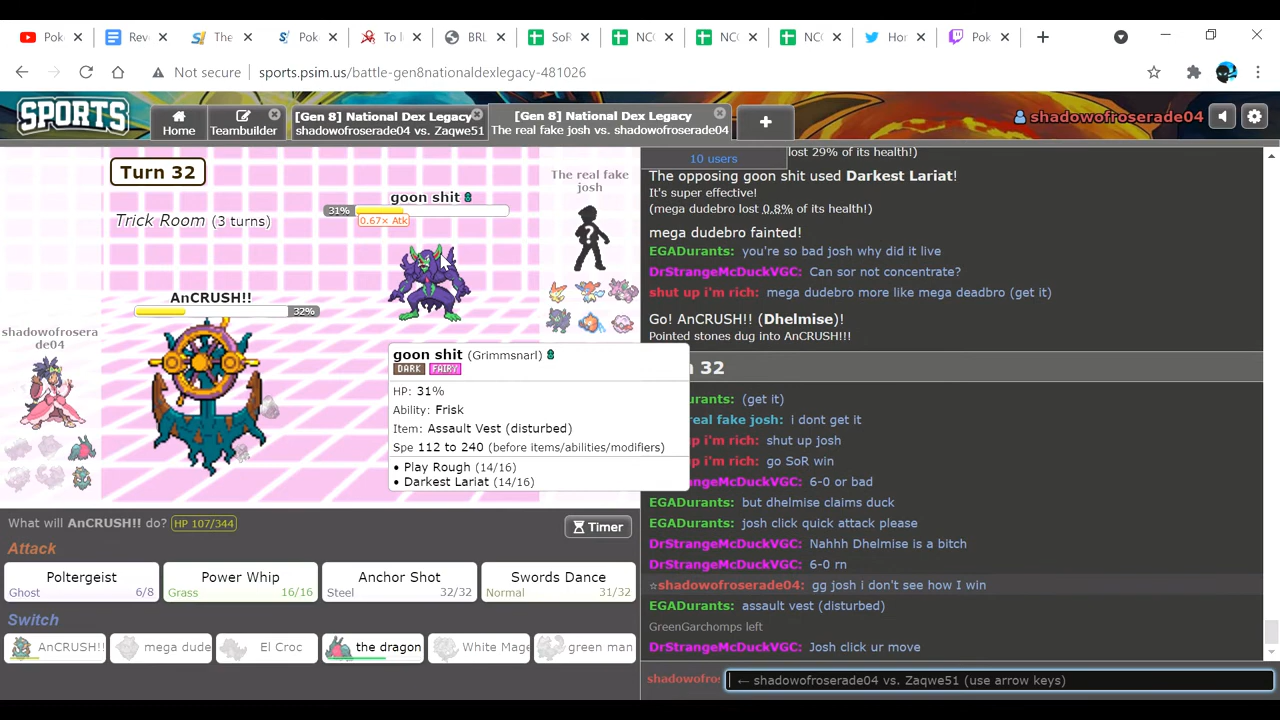 Pok
Rev
The
Pok
To l
BRL
SoR
NC(
NC(
NC(
Hor
Pok
Not secure
sports.psim.us/battle-gen8nationaldexlegacy-481026
SPORTS
Home
Teambuilder
[Gen 8] National Dex Legacy
shadowofroserade04 vs. Zaqwe51
[Gen 8] National Dex Legacy
The real fake josh vs. shadowofroserade04
shadowofroserade04
Turn 32
Trick Room (3 turns)
goon shit
31%
0.67× Atk
The real fake
josh
?
AnCRUSH!!
32%
shadowofrosera
de04
goon shit (Grimmsnarl)
DARK FAIRY
HP: 31%
Ability: Frisk
Item: Assault Vest (disturbed)
Spe 112 to 240 (before items/abilities/modifiers)
• Play Rough (14/16)
• Darkest Lariat (14/16)
What will AnCRUSH!! do? HP 107/344
Timer
Attack
Poltergeist
Ghost 6/8
Power Whip
Grass 16/16
Anchor Shot
Steel 32/32
Swords Dance
Normal 31/32
Switch
AnCRUSH!!
mega dude
El Croc
the dragon
White Mage
green man
10 users
lost 29% of its health!)
The opposing goon shit used Darkest Lariat!
It's super effective!
(mega dudebro lost 0.8% of its health!)
mega dudebro fainted!
EGADurants: you're so bad josh why did it live
DrStrangeMcDuckVGC: Can sor not concentrate?
shut up i'm rich: mega dudebro more like mega deadbro (get it)
Go! AnCRUSH!! (Dhelmise)!
Pointed stones dug into AnCRUSH!!!
32
urants: (get it)
real fake josh: i dont get it
p i'm rich: shut up josh
p i'm rich: go SoR win
angeMcDuckVGC: 6-0 or bad
EGADurants: but dhelmise claims duck
EGADurants: josh click quick attack please
DrStrangeMcDuckVGC: Nahhh Dhelmise is a bitch
DrStrangeMcDuckVGC: 6-0 rn
☆shadowofroserade04: gg josh i don't see how I win
EGADurants: assault vest (disturbed)
GreenGarchomps left
DrStrangeMcDuckVGC: Josh click ur move
shadowofro:
← shadowofroserade04 vs. Zaqwe51 (use arrow keys)